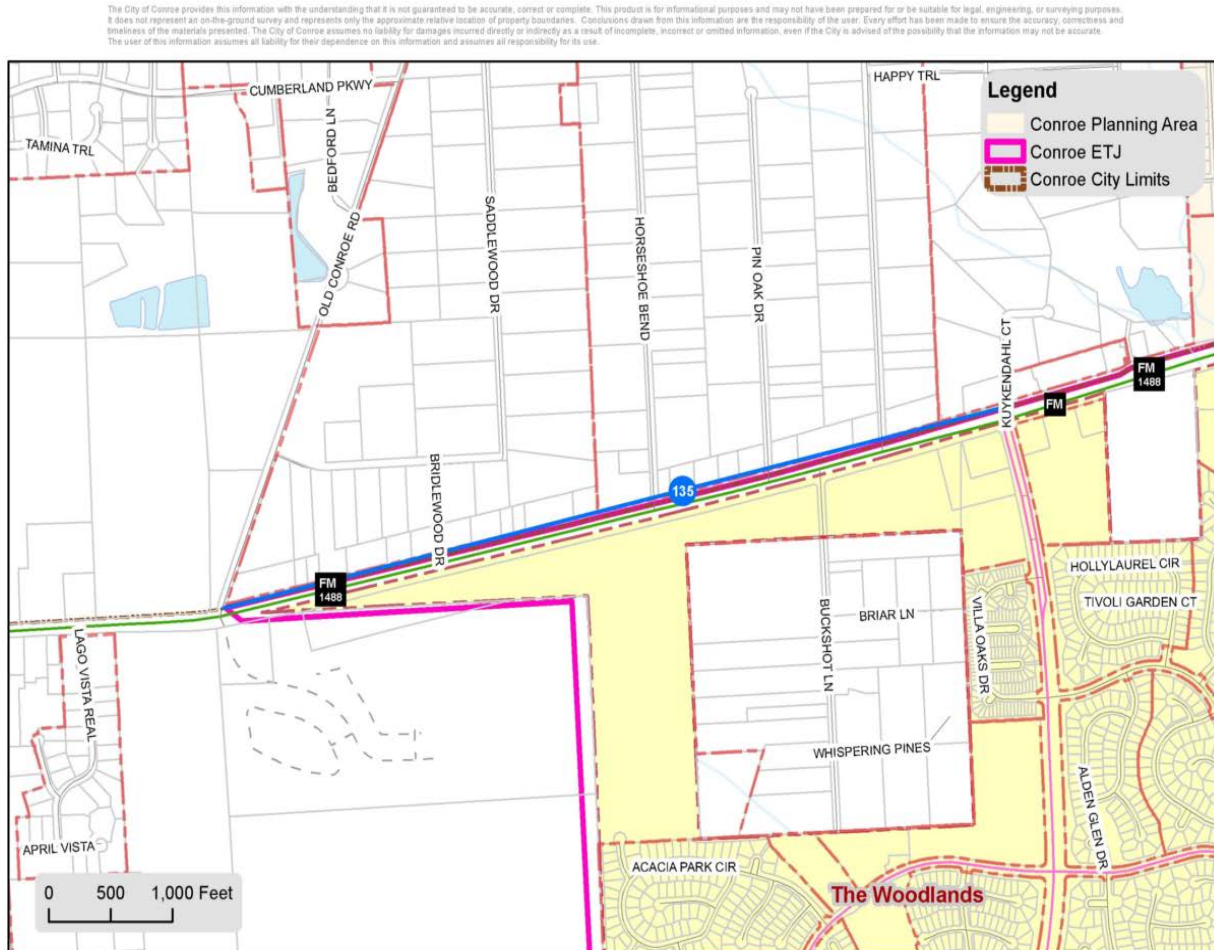 The City of Conroe provides this information with the understanding that it is not guaranteed to be accurate, correct or complete. This product is for informational purposes and may not have been prepared for or be suitable for legal, engineering, or surveying purposes.
It does not represent an on-the-ground survey and represents only the approximate relative location of property boundaries. Conclusions drawn from this information are the responsibility of the user. Every effort has been made to ensure the accuracy, correctness and
timeliness of the materials presented. The City of Conroe assumes no liability for damages incurred directly or indirectly as a result of incomplete, incorrect or omitted information, even if the City is advised of the possibility that the information may not be accurate.
The user of this information assumes all liability for their dependence on this information and assumes all responsibility for its use.
HAPPY TRL
CUMBERLAND PKWY
Legend
Conroe Planning Area
Conroe ETJ
Conroe City Limits
TAMINA TRL
BEDFORD LN
OLD CONROE RD
SADDLEWOOD DR
HORSESHOE BEND
PIN OAK DR
KUYKENDAHL CT
FM
1488
FM
135
BRIDLEWOOD DR
FM
1488
HOLLYLAUREL CIR
TIVOLI GARDEN CT
BRIAR LN
VILLA OAKS DR
BUCKSHOT LN
LAGO VISTA REAL
WHISPERING PINES
ALDEN GLEN DR
APRIL VISTA
ACACIA PARK CIR
The Woodlands
0 500 1,000 Feet